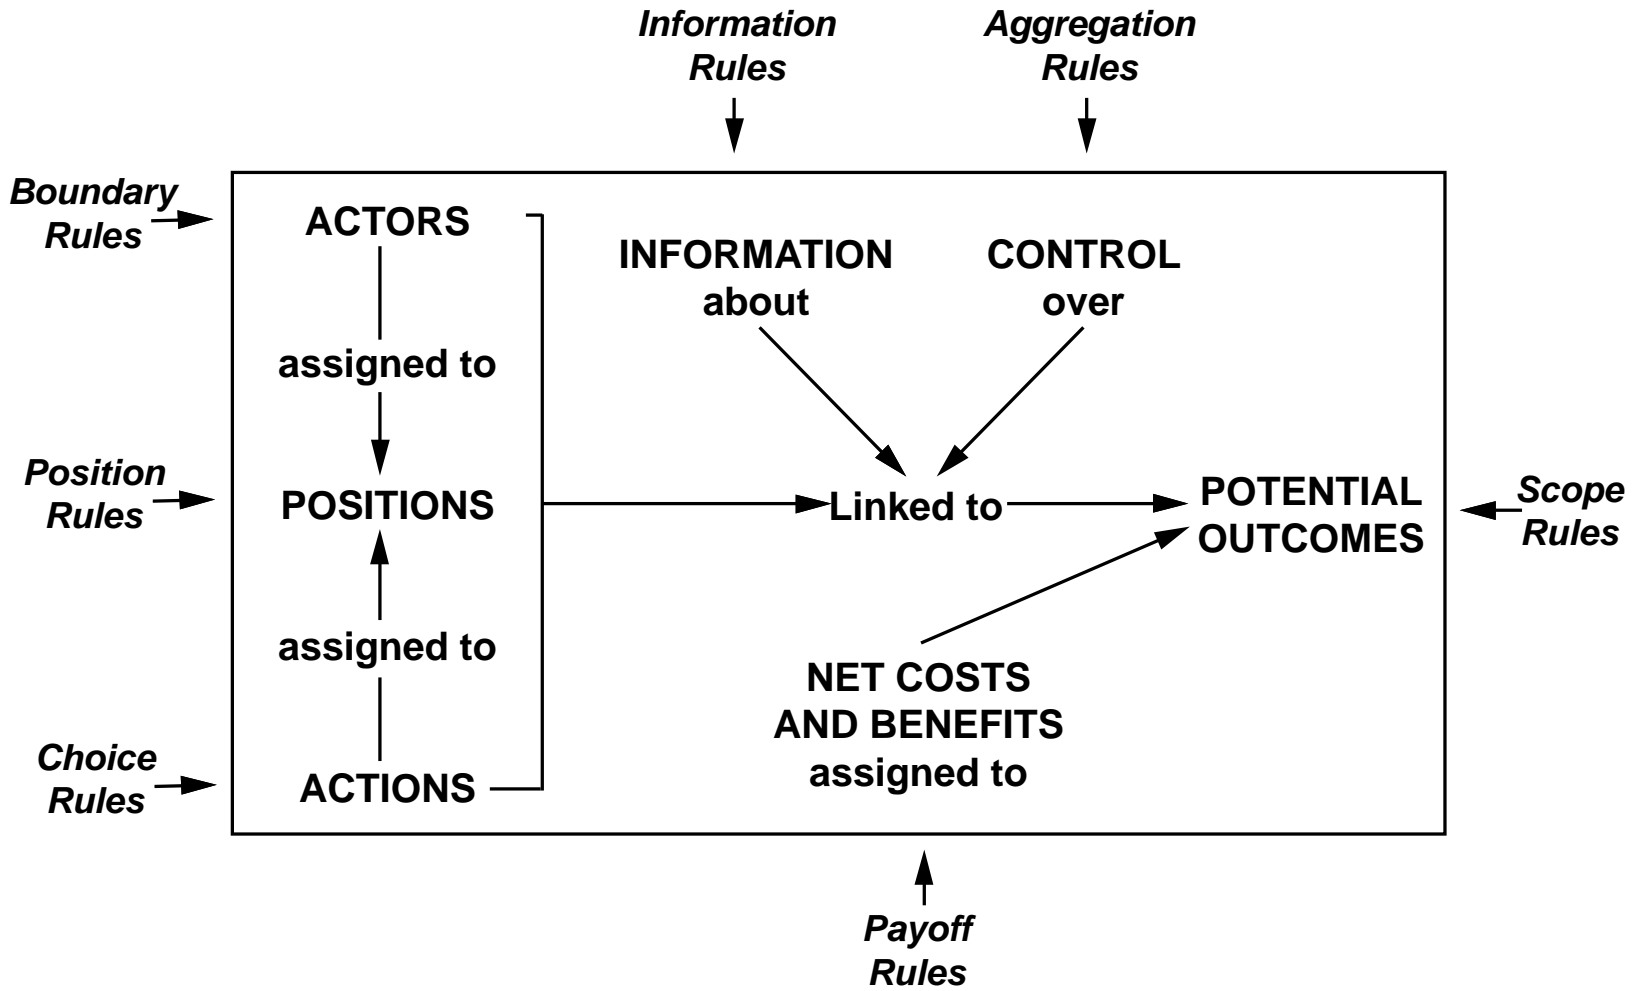 Information
Rules
Aggregation
Rules
Boundary
Rules
ACTORS
INFORMATION
about
CONTROL
over
assigned to
Position
Rules
POSITIONS
Linked to
POTENTIAL
OUTCOMES
Scope
Rules
assigned to
NET COSTS
AND BENEFITS
assigned to
Choice
Rules
ACTIONS
Payoff
Rules